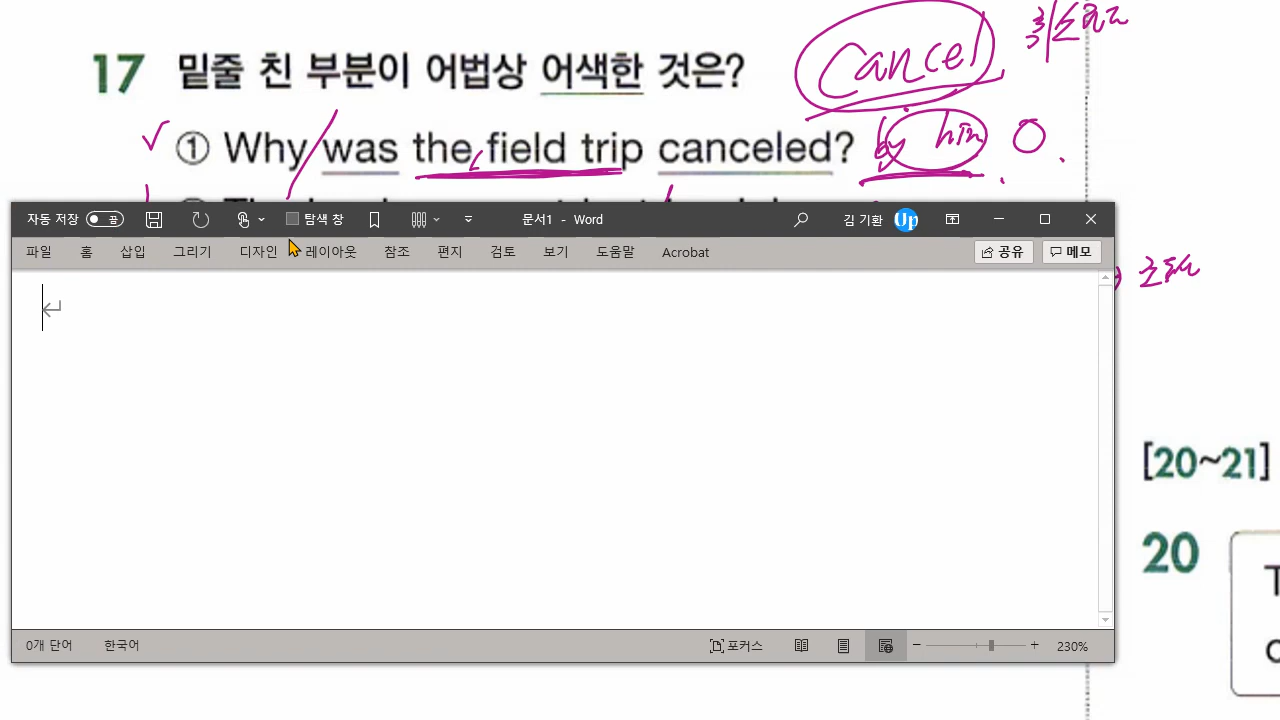 17 밑줄 친 부분이 어법상 어색한 것은?
Cancel
취소하다
① Why was the field trip canceled?
by him
자동 저장 끔
탐색 창
문서1 - Word
김 기환 Up
파일 홈 삽입 그리기 디자인 레이아웃 참조 편지 검토 보기 도움말 Acrobat
공유 메모
[20~21]
20
0개 단어 한국어
포커스
230%